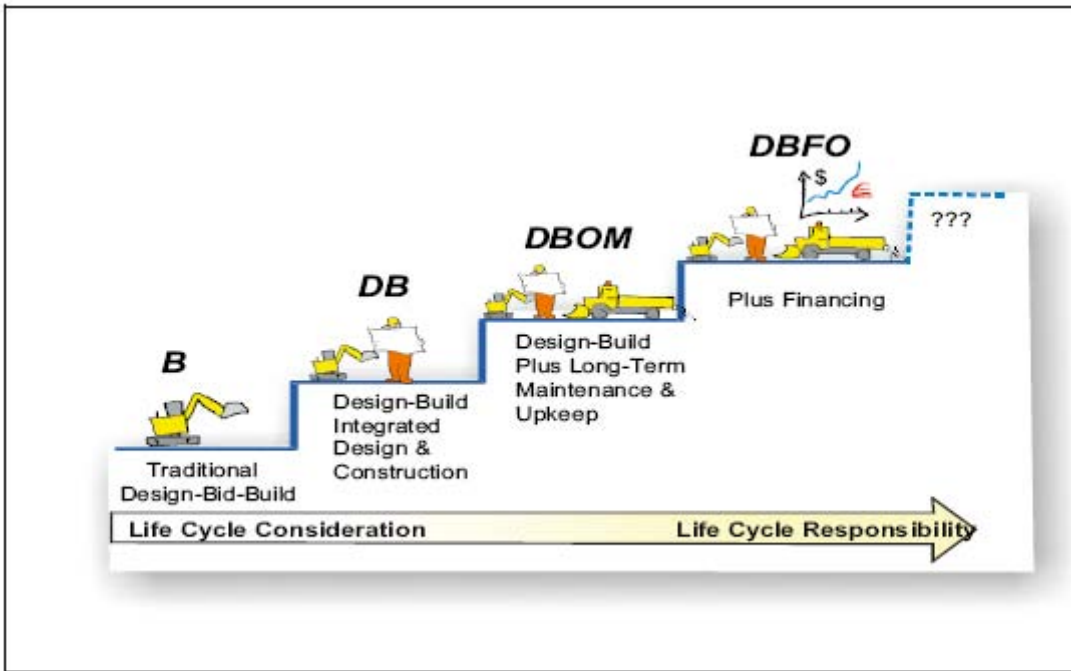 DBFO
$
€
???
Plus Financing
DBOM
Design-Build
Plus Long-Term
Maintenance &
Upkeep
DB
Design-Build
Integrated
Design &
Construction
B
Traditional
Design-Bid-Build
Life Cycle Consideration
Life Cycle Responsibility